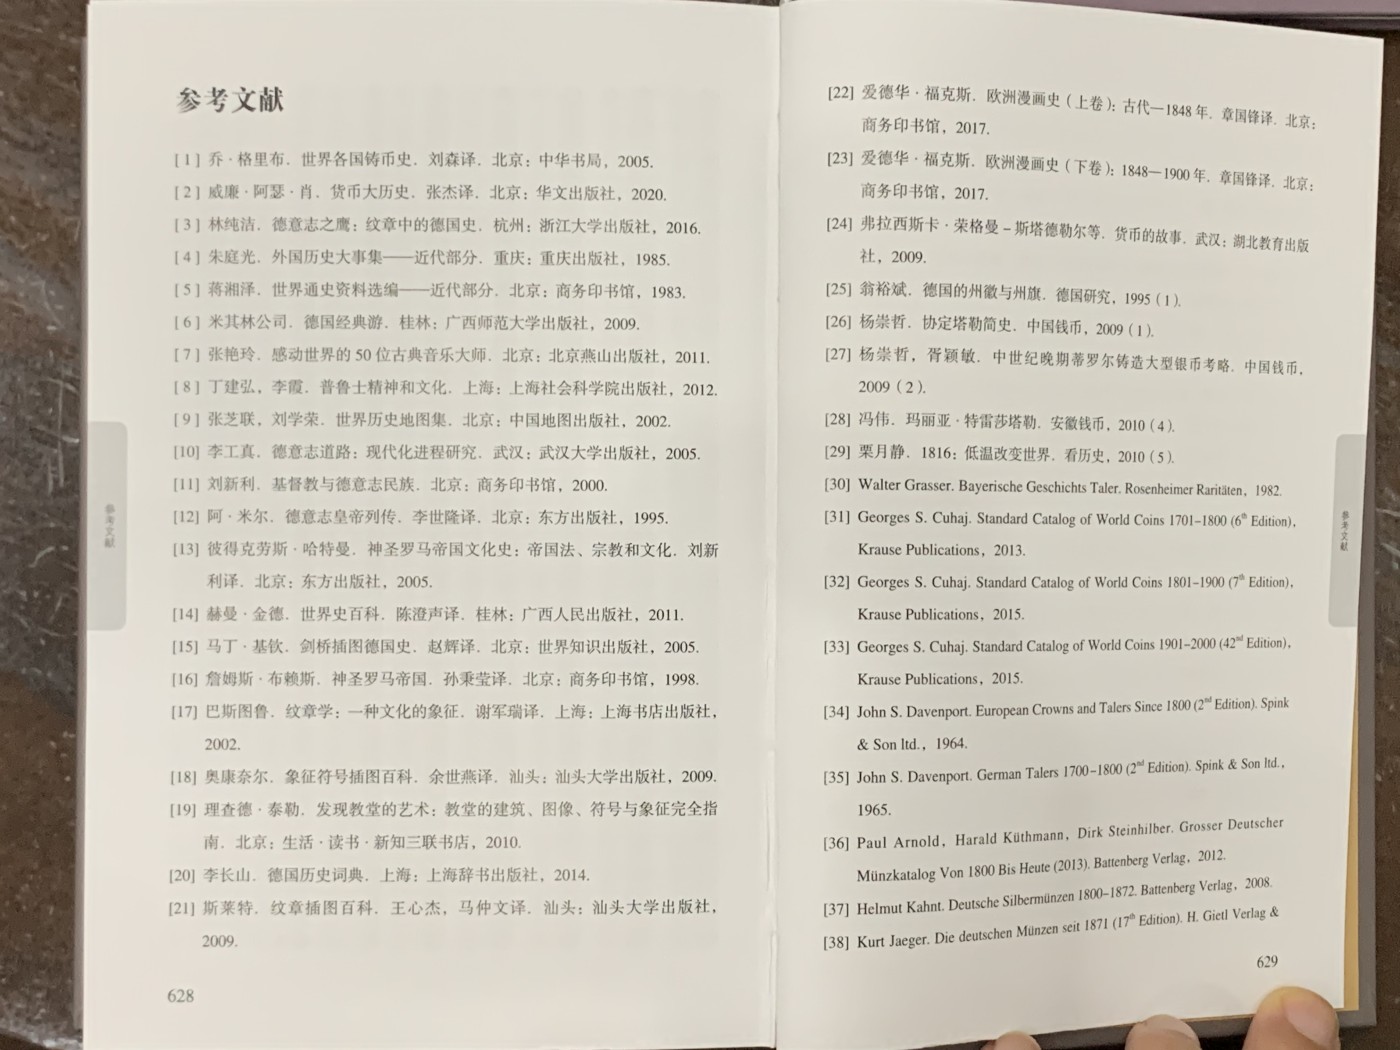 参考文献
[1] 乔·格里布. 世界各国铸币史. 刘森译. 北京: 中华书局, 2005.
[2] 威廉·阿瑟·肖. 货币大历史. 张杰译. 北京: 华文出版社, 2020.
[3] 林纯洁. 德意志之鹰: 纹章中的德国史. 杭州: 浙江大学出版社, 2016.
[4] 朱庭光. 外国历史大事集——近代部分. 重庆: 重庆出版社, 1985.
[5] 蒋湘泽. 世界通史资料选编——近代部分. 北京: 商务印书馆, 1983.
[6] 米其林公司. 德国经典游. 桂林: 广西师范大学出版社, 2009.
[7] 张艳玲. 感动世界的 50 位古典音乐大师. 北京: 北京燕山出版社, 2011.
[8] 丁建弘, 李霞. 普鲁士精神和文化. 上海: 上海社会科学院出版社, 2012.
[9] 张芝联, 刘学荣. 世界历史地图集. 北京: 中国地图出版社, 2002.
[10] 李工真. 德意志道路: 现代化进程研究. 武汉: 武汉大学出版社, 2005.
[11] 刘新利. 基督教与德意志民族. 北京: 商务印书馆, 2000.
[12] 阿·米尔. 德意志皇帝列传. 李世隆译. 北京: 东方出版社, 1995.
[13] 彼得克劳斯·哈特曼. 神圣罗马帝国文化史: 帝国法、宗教和文化. 刘新
利译. 北京: 东方出版社, 2005.
[14] 赫曼·金德. 世界史百科. 陈澄声译. 桂林: 广西人民出版社, 2011.
[15] 马丁·基钦. 剑桥插图德国史. 赵辉译. 北京: 世界知识出版社, 2005.
[16] 詹姆斯·布赖斯. 神圣罗马帝国. 孙秉莹译. 北京: 商务印书馆, 1998.
[17] 巴斯图鲁. 纹章学: 一种文化的象征. 谢军瑞译. 上海: 上海书店出版社,
2002.
[18] 奥康奈尔. 象征符号插图百科. 余世燕译. 汕头: 汕头大学出版社, 2009.
[19] 理查德·泰勒. 发现教堂的艺术: 教堂的建筑、图像、符号与象征完全指
南. 北京: 生活·读书·新知三联书店, 2010.
[20] 李长山. 德国历史词典. 上海: 上海辞书出版社, 2014.
[21] 斯莱特. 纹章插图百科. 王心杰, 马仲文译. 汕头: 汕头大学出版社,
2009.
628
参考文献
[22] 爱德华·福克斯. 欧洲漫画史 (上卷): 古代—1848 年. 章国锋译. 北京:
商务印书馆, 2017.
[23] 爱德华·福克斯. 欧洲漫画史 (下卷): 1848—1900 年. 章国锋译. 北京:
商务印书馆, 2017.
[24] 弗拉西斯卡·荣格曼－斯塔德勒尔等. 货币的故事. 武汉: 湖北教育出版
社, 2009.
[25] 翁裕斌. 德国的州徽与州旗. 德国研究, 1995 (1).
[26] 杨崇哲. 协定塔勒简史. 中国钱币, 2009 (1).
[27] 杨崇哲, 胥颖敏. 中世纪晚期蒂罗尔铸造大型银币考略. 中国钱币,
2009 (2).
[28] 冯伟. 玛丽亚·特雷莎塔勒. 安徽钱币, 2010 (4).
[29] 栗月静. 1816: 低温改变世界. 看历史, 2010 (5).
[30] Walter Grasser. Bayerische Geschichts Taler. Rosenheimer Raritäten, 1982.
[31] Georges S. Cuhaj. Standard Catalog of World Coins 1701–1800 (6th Edition),
Krause Publications, 2013.
[32] Georges S. Cuhaj. Standard Catalog of World Coins 1801–1900 (7th Edition),
Krause Publications, 2015.
[33] Georges S. Cuhaj. Standard Catalog of World Coins 1901–2000 (42nd Edition),
Krause Publications, 2015.
[34] John S. Davenport. European Crowns and Talers Since 1800 (2nd Edition). Spink
& Son ltd., 1964.
[35] John S. Davenport. German Talers 1700–1800 (2nd Edition). Spink & Son ltd.,
1965.
[36] Paul Arnold, Harald Küthmann, Dirk Steinhilber. Grosser Deutscher
Münzkatalog Von 1800 Bis Heute (2013). Battenberg Verlag, 2012.
[37] Helmut Kahnt. Deutsche Silbermünzen 1800–1872. Battenberg Verlag, 2008.
[38] Kurt Jaeger. Die deutschen Münzen seit 1871 (17th Edition). H. Gietl Verlag &
629
参考文献